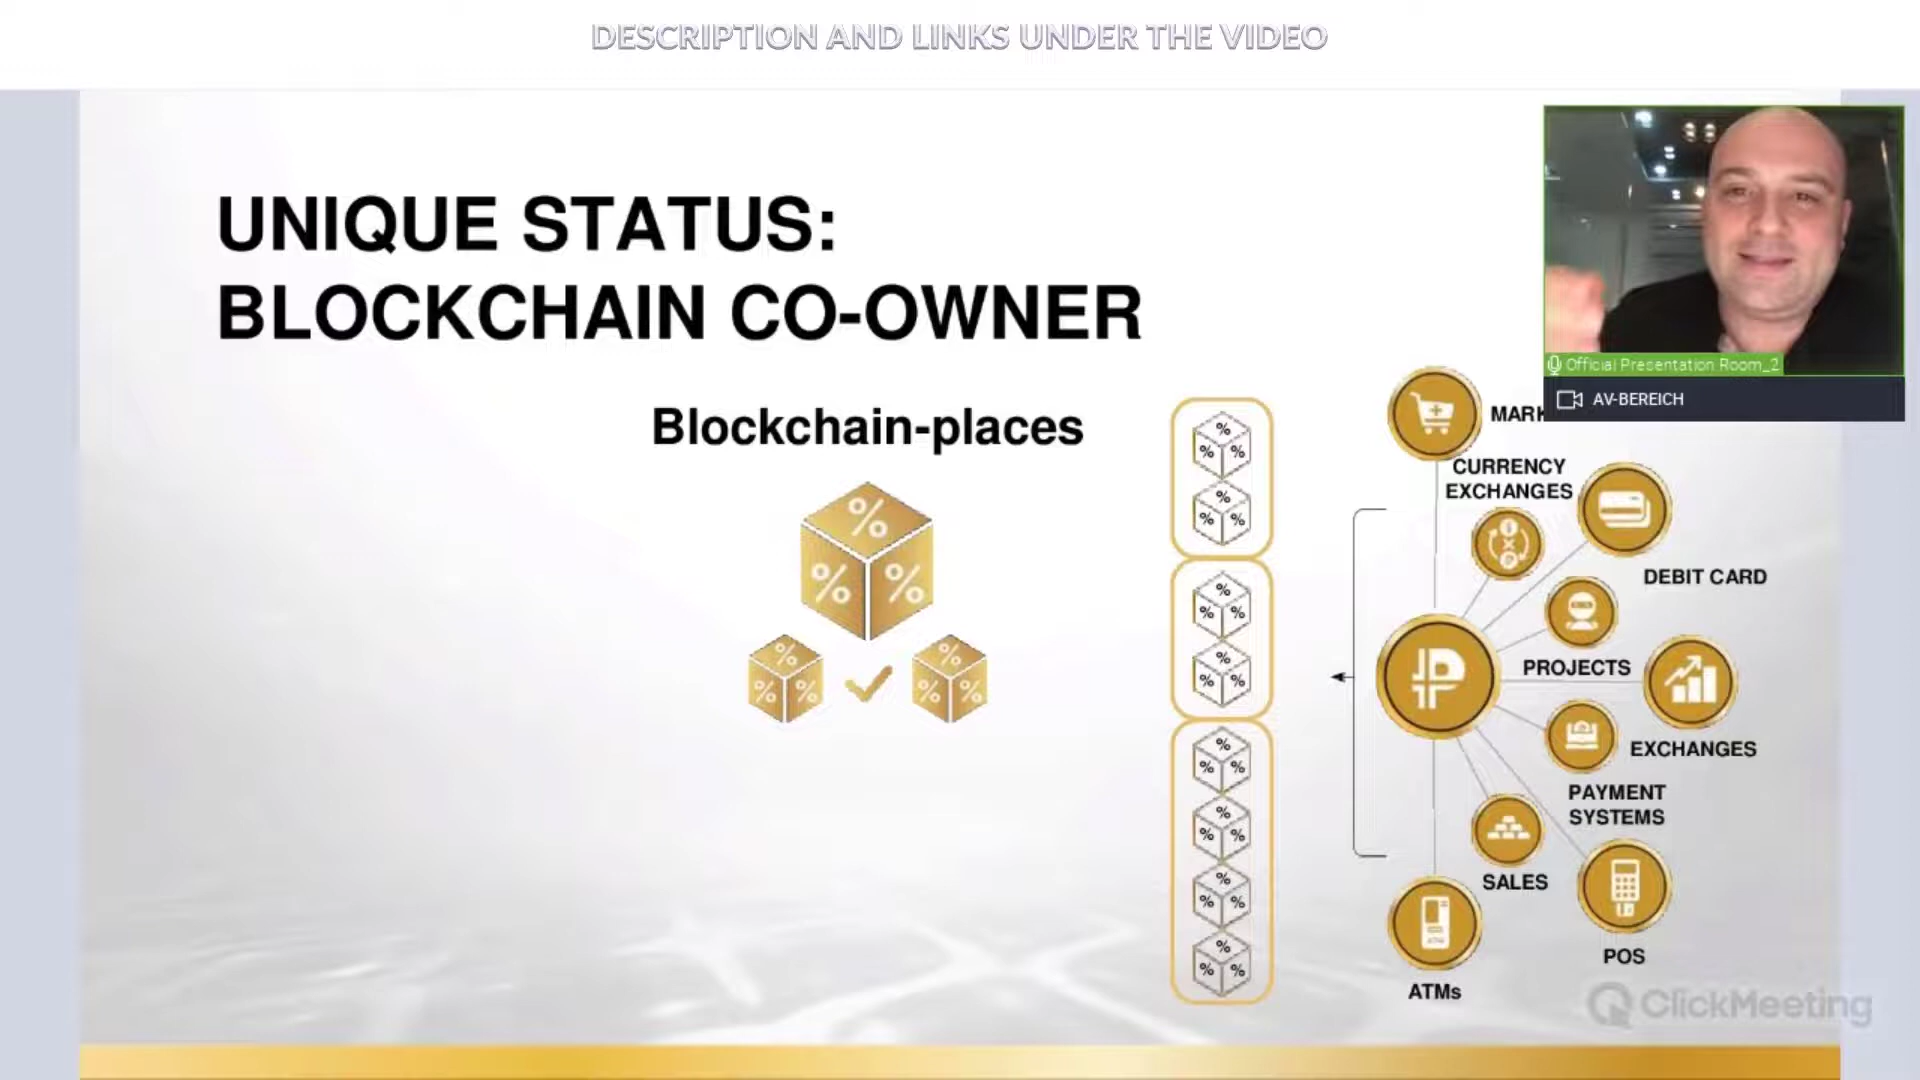 DESCRIPTION AND LINKS UNDER THE VIDEO
UNIQUE STATUS:
BLOCKCHAIN CO-OWNER
Official Presentation Room_2
AV-BEREICH
Blockchain-places
CURRENCY
EXCHANGES
DEBIT CARD
PROJECTS
EXCHANGES
PAYMENT
SYSTEMS
SALES
POS
ATMs
ClickMeeting